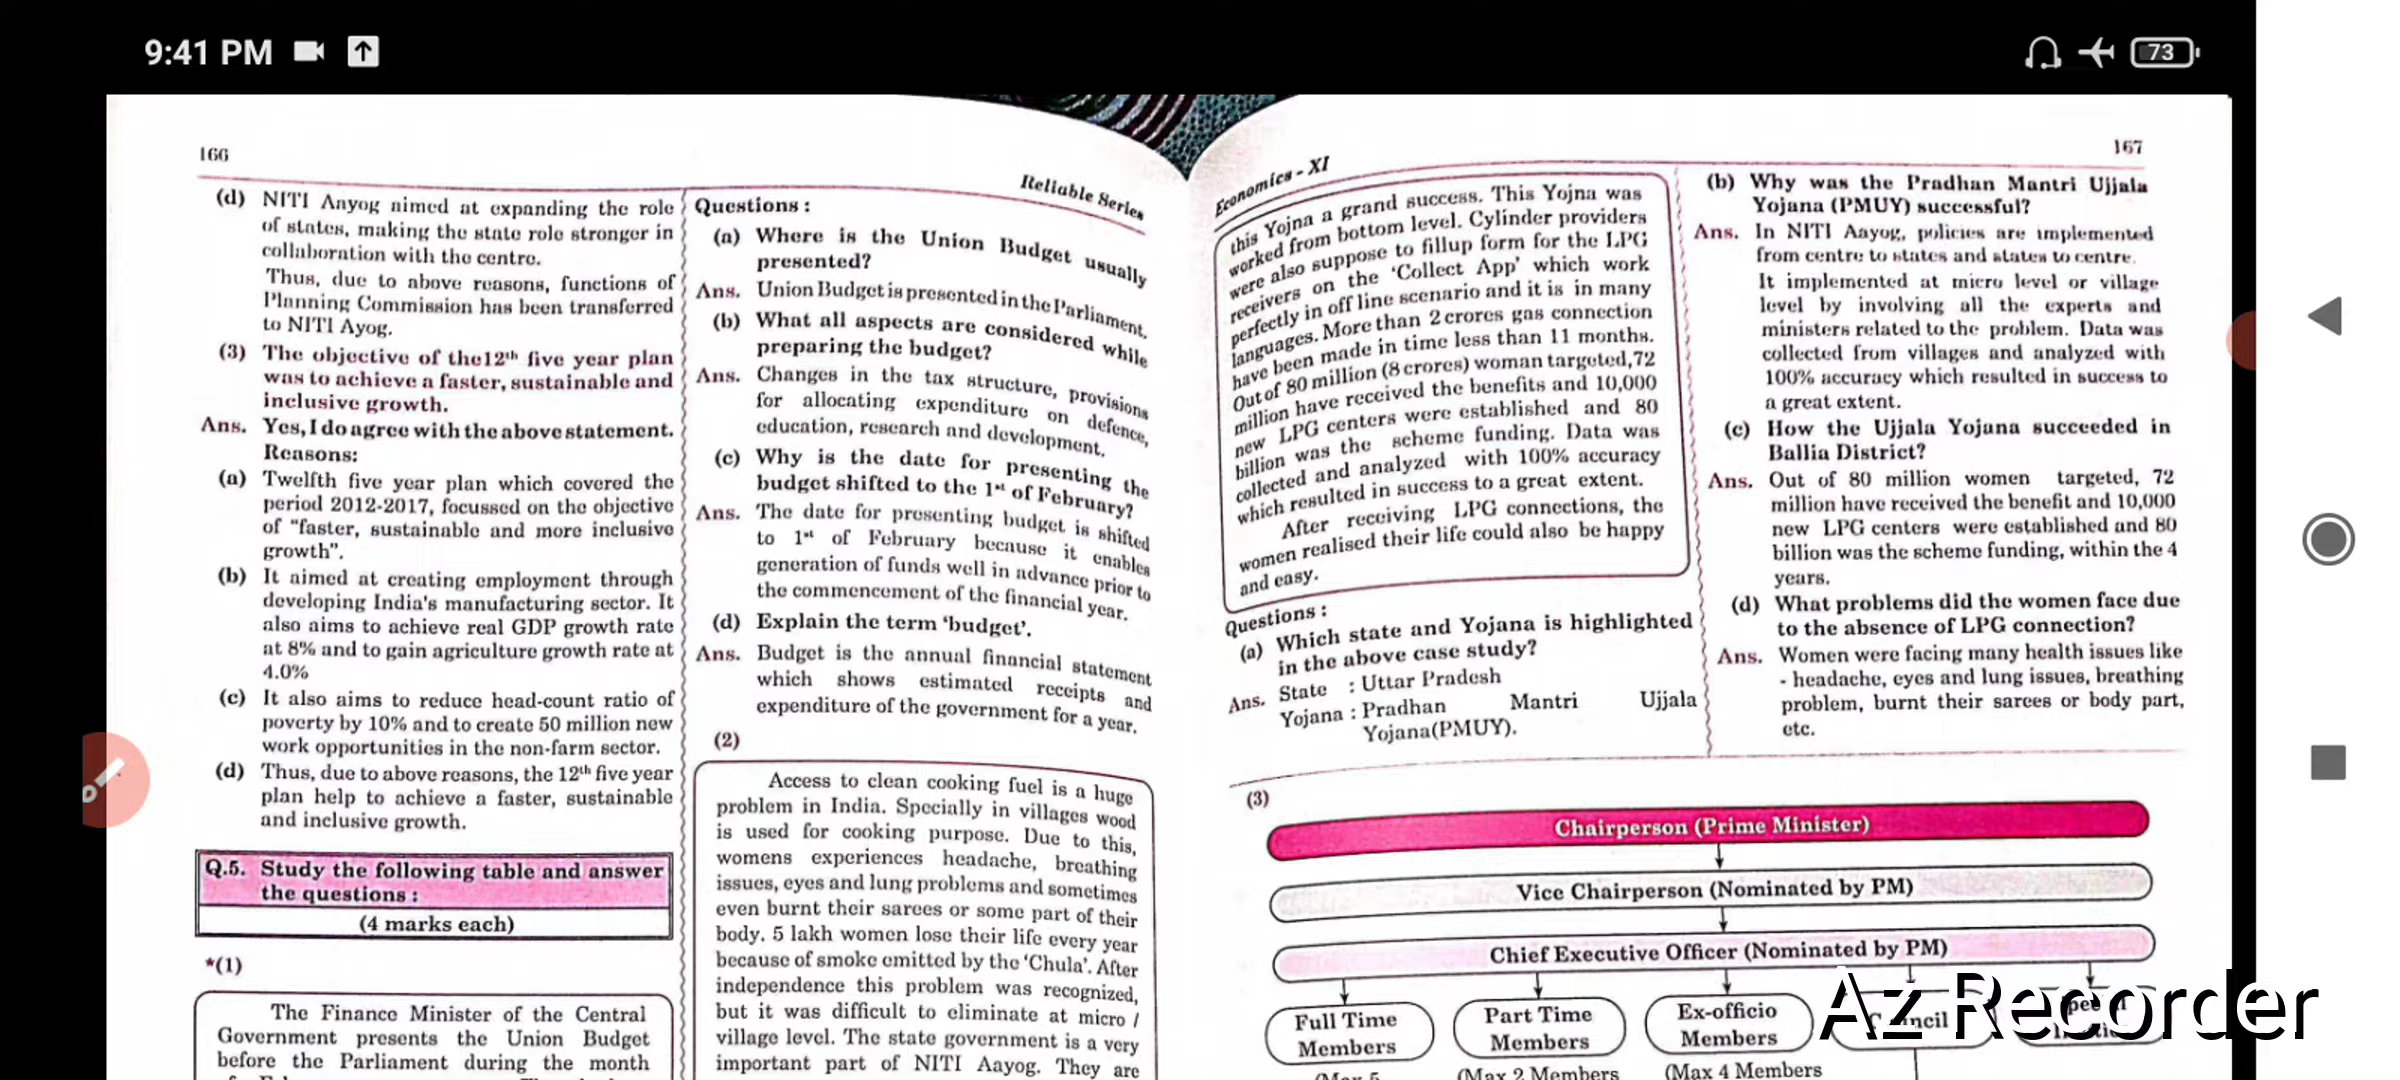 9:41 PM
73
166
Reliable Series
(d) NITI Aayog aimed at expanding the role
of states, making the state role stronger in
collaboration with the centre.
Thus, due to above reasons, functions of
Planning Commission has been transferred
to NITI Ayog.
(3) The objective of the12th five year plan
was to achieve a faster, sustainable and
inclusive growth.
Ans. Yes, I do agree with the above statement.
Reasons:
(a) Twelfth five year plan which covered the
period 2012-2017, focussed on the objective
of "faster, sustainable and more inclusive
growth".
(b) It aimed at creating employment through
developing India's manufacturing sector. It
also aims to achieve real GDP growth rate
at 8% and to gain agriculture growth rate at
4.0%
(c) It also aims to reduce head-count ratio of
poverty by 10% and to create 50 million new
work opportunities in the non-farm sector.
(d) Thus, due to above reasons, the 12th five year
plan help to achieve a faster, sustainable
and inclusive growth.
Q.5. Study the following table and answer
the questions :
(4 marks each)
*(1)
The Finance Minister of the Central
Government presents the Union Budget
before the Parliament during the month
Questions :
(a) Where is the Union Budget usually
presented?
Ans. Union Budget is presented in the Parliament.
(b) What all aspects are considered while
preparing the budget?
Ans. Changes in the tax structure, provisions
for allocating expenditure on defence,
education, research and development.
(c) Why is the date for presenting the
budget shifted to the 1st of February?
Ans. The date for presenting budget is shifted
to 1st of February because it enables
generation of funds well in advance prior to
the commencement of the financial year.
(d) Explain the term ‘budget’.
Ans. Budget is the annual financial statement
which shows estimated receipts and
expenditure of the government for a year.
(2)
Access to clean cooking fuel is a huge
problem in India. Specially in villages wood
is used for cooking purpose. Due to this,
womens experiences headache, breathing
issues, eyes and lung problems and sometimes
even burnt their sarees or some part of their
body. 5 lakh women lose their life every year
because of smoke emitted by the ‘Chula’. After
independence this problem was recognized,
but it was difficult to eliminate at micro /
village level. The state government is a very
important part of NITI Aayog. They are
Economics - XI
167
this Yojna a grand success. This Yojna was
worked from bottom level. Cylinder providers
were also suppose to fillup form for the LPG
receivers on the ‘Collect App’ which work
perfectly in off line scenario and it is in many
languages. More than 2 crores gas connection
have been made in time less than 11 months.
Out of 80 million (8 crores) woman targeted,72
million have received the benefits and 10,000
new LPG centers were established and 80
billion was the scheme funding. Data was
collected and analyzed with 100% accuracy
which resulted in success to a great extent.
After receiving LPG connections, the
women realised their life could also be happy
and easy.
Questions :
(a) Which state and Yojana is highlighted
in the above case study?
Ans. State : Uttar Pradesh
Yojana : Pradhan Mantri Ujjala
Yojana(PMUY).
(b) Why was the Pradhan Mantri Ujjala
Yojana (PMUY) successful?
Ans. In NITI Aayog, policies are implemented
from centre to states and states to centre.
It implemented at micro level or village
level by involving all the experts and
ministers related to the problem. Data was
collected from villages and analyzed with
100% accuracy which resulted in success to
a great extent.
(c) How the Ujjala Yojana succeeded in
Ballia District?
Ans. Out of 80 million women targeted, 72
million have received the benefit and 10,000
new LPG centers were established and 80
billion was the scheme funding, within the 4
years.
(d) What problems did the women face due
to the absence of LPG connection?
Ans. Women were facing many health issues like
- headache, eyes and lung issues, breathing
problem, burnt their sarees or body part,
etc.
(3)
Chairperson (Prime Minister)
Vice Chairperson (Nominated by PM)
Chief Executive Officer (Nominated by PM)
Full Time
Members
Part Time
Members
(Max 2 Members
Ex-officio
Members
(Max 4 Members
Az Recorder